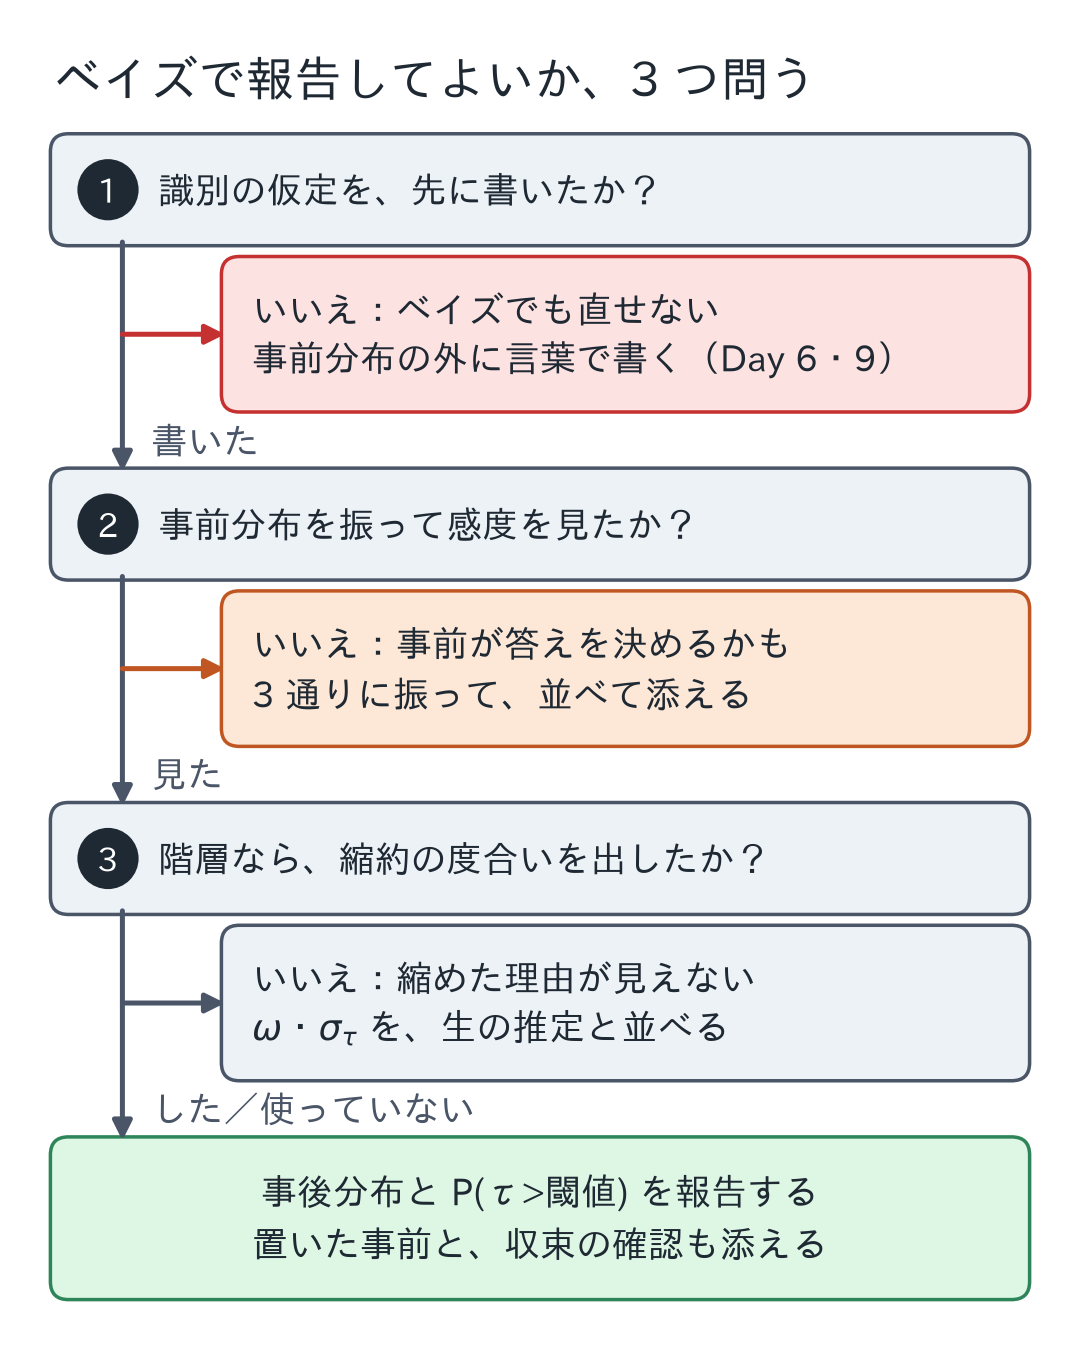 ベイズで報告してよいか、3 つ問う
1 識別の仮定を、先に書いたか？
いいえ：ベイズでも直せない
事前分布の外に言葉で書く（Day 6・9）
書いた
2 事前分布を振って感度を見たか？
いいえ：事前が答えを決めるかも
3 通りに振って、並べて添える
見た
3 階層なら、縮約の度合いを出したか？
いいえ：縮めた理由が見えない
ω・σ_τ を、生の推定と並べる
した／使っていない
事後分布と P(τ>閾値) を報告する
置いた事前と、収束の確認も添える